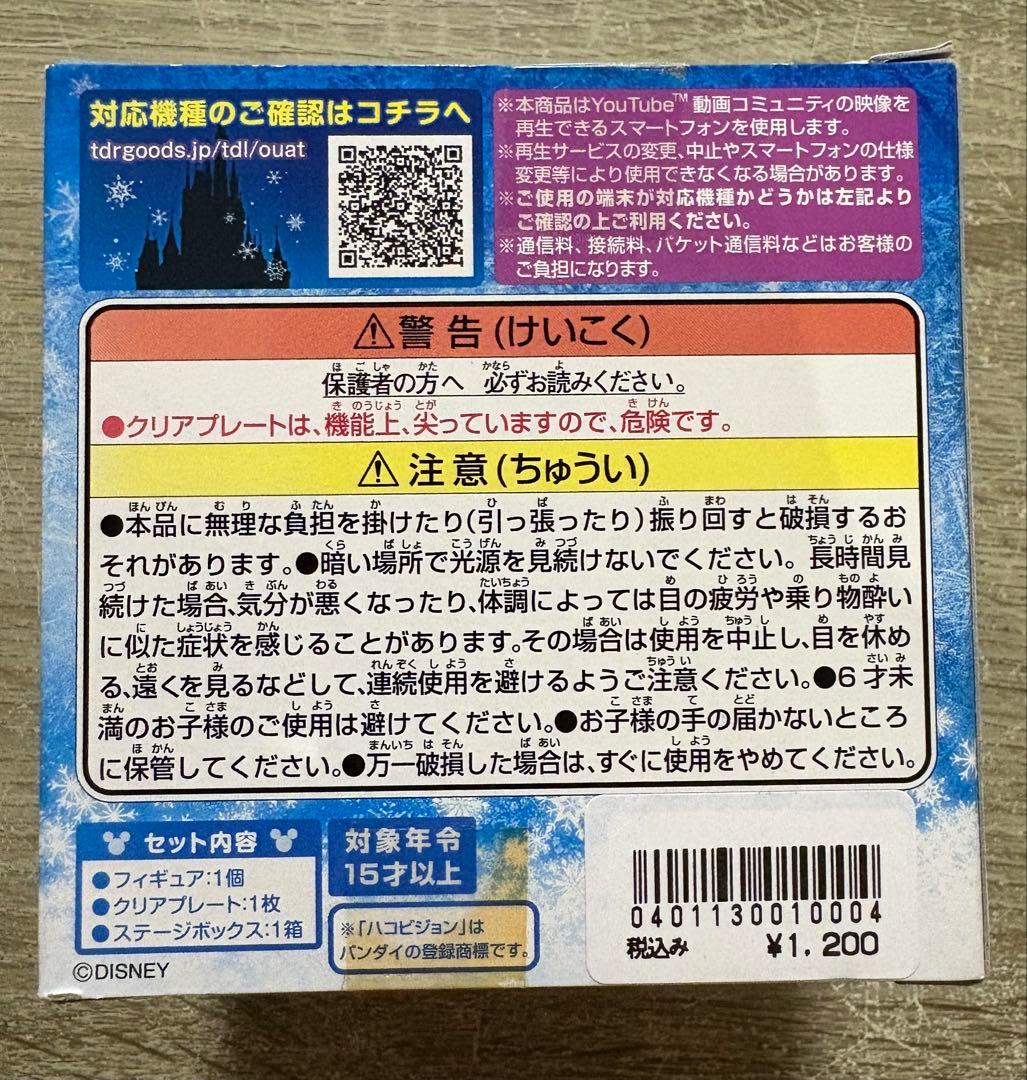 対応機種のご確認はコチラへ
tdrgoods.jp/tdl/ouat
※本商品はYouTube™動画コミュニティの映像を
再生できるスマートフォンを使用します。
※再生サービスの変更、中止やスマートフォンの仕様
変更等により使用できなくなる場合があります。
※ご使用の端末が対応機種かどうかは左記より
ご確認の上ご利用ください。
※通信料、接続料、パケット通信料などはお客様の
ご負担になります。
⚠警告(けいこく)
保護者の方へ 必ずお読みください。
●クリアプレートは、機能上、尖っていますので、危険です。
⚠注意(ちゅうい)
●本品に無理な負担を掛けたり(引っ張ったり)振り回すと破損するお
それがあります。●暗い場所で光源を見続けないでください。長時間見
続けた場合、気分が悪くなったり、体調によっては目の疲労や乗り物酔い
に似た症状を感じることがあります。その場合は使用を中止し、目を休め
る、遠くを見るなどして、連続使用を避けるようご注意ください。●6才未
満のお子様のご使用は避けてください。●お子様の手の届かないところ
に保管してください。●万一破損した場合は、すぐに使用をやめてください。
セット内容
●フィギュア:1個
●クリアプレート:1枚
●ステージボックス:1箱
©DISNEY
対象年令
15才以上
※「ハコビジョン」は
バンダイの登録商標です。
0401130010004
税込み ¥1,200